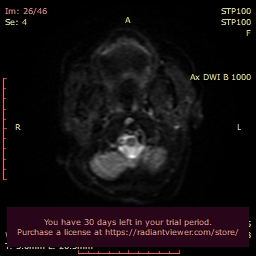 Im: 26/46
Se: 4
A
STP100
STP100
F
Ax DWI B 1000
R
L
You have 30 days left in your trial period.
Purchase a license at https://radiantviewer.com/store/